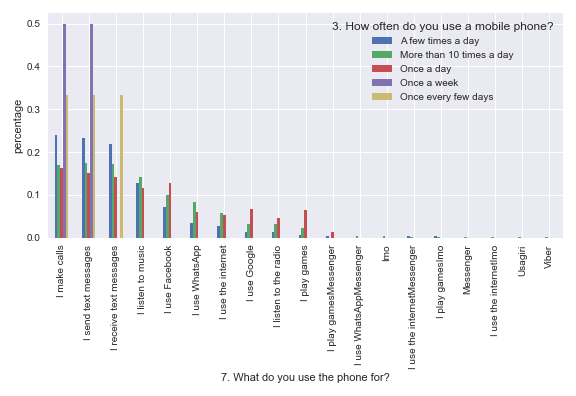 3. How often do you use a mobile phone?
A few times a day
More than 10 times a day
Once a day
Once a week
Once every few days
percentage
0.5
0.4
0.3
0.2
0.1
0.0
I make calls
I send text messages
I receive text messages
I listen to music
I use Facebook
I use WhatsApp
I use the internet
I use Google
I listen to the radio
I play games
I play gamesMessenger
I use WhatsAppMessenger
Imo
I use the internetMessenger
I play gamesImo
Messenger
I use the internetImo
Usagiri
Viber
7. What do you use the phone for?